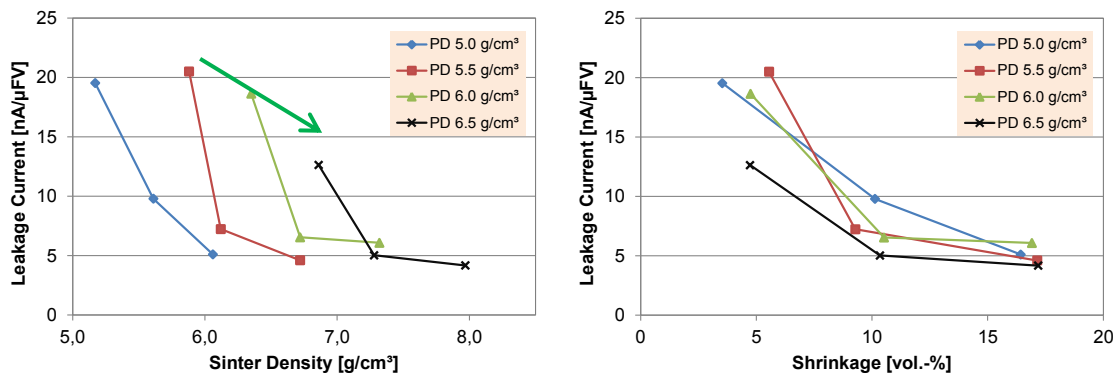 Leakage Current [nA/µFV]
25
20
15
10
5
0
5,0
6,0
7,0
8,0
Sinter Density [g/cm³]
PD 5.0 g/cm³
PD 5.5 g/cm³
PD 6.0 g/cm³
PD 6.5 g/cm³
Leakage Current [nA/µFV]
25
20
15
10
5
0
0
5
10
15
20
Shrinkage [vol.-%]
PD 5.0 g/cm³
PD 5.5 g/cm³
PD 6.0 g/cm³
PD 6.5 g/cm³